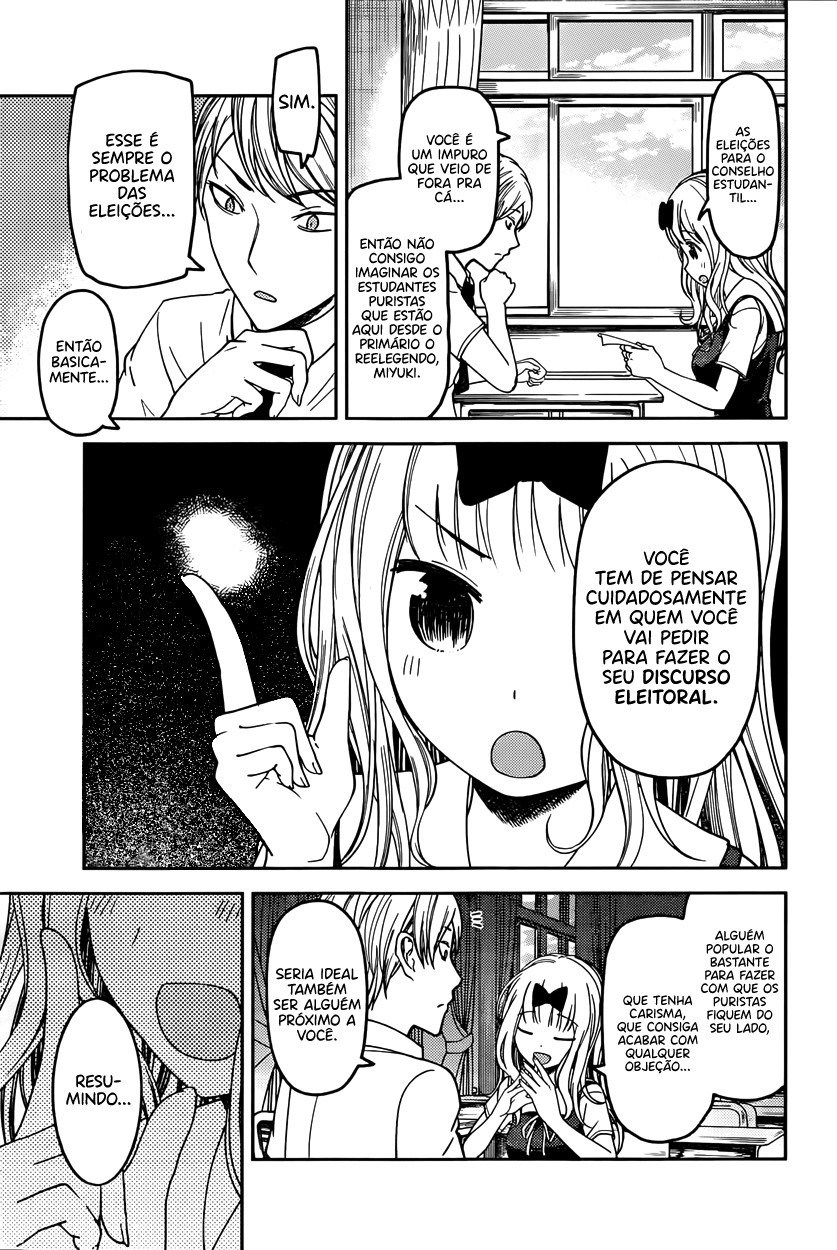 AS
ELEIÇÕES
PARA O
CONSELHO
ESTUDAN-
TIL...
VOCÊ É
UM IMPURO
QUE VEIO DE
FORA PRA
CÁ...
ENTÃO NÃO
CONSIGO
IMAGINAR OS
ESTUDANTES
PURISTAS
QUE ESTÃO
AQUI DESDE O
PRIMÁRIO O
REELEGENDO,
MIYUKI.
SIM.
ESSE É
SEMPRE O
PROBLEMA
DAS
ELEIÇÕES...
ENTÃO
BASICA-
MENTE...
VOCÊ
TEM DE PENSAR
CUIDADOSAMENTE
EM QUEM VOCÊ
VAI PEDIR
PARA FAZER O
SEU DISCURSO
ELEITORAL.
ALGUÉM
POPULAR O
BASTANTE
PARA FAZER
COM QUE OS
PURISTAS
FIQUEM DO
SEU LADO,
QUE TENHA
CARISMA,
QUE CONSIGA
ACABAR COM
QUALQUER
OBJEÇÃO...
SERIA IDEAL
TAMBÉM
SER ALGUÉM
PRÓXIMO A
VOCÊ.
RESU-
MINDO...